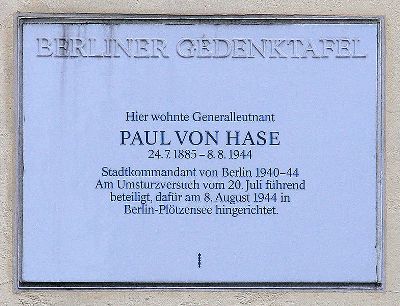 BERLINER GEDENKTAFEL
Hier wohnte Generalleutnant
PAUL VON HASE
24.7.1885 – 8.8.1944
Stadtkommandant von Berlin 1940–44
Am Umsturzversuch vom 20. Juli führend
beteiligt, dafür am 8. August 1944 in
Berlin-Plötzensee hingerichtet.